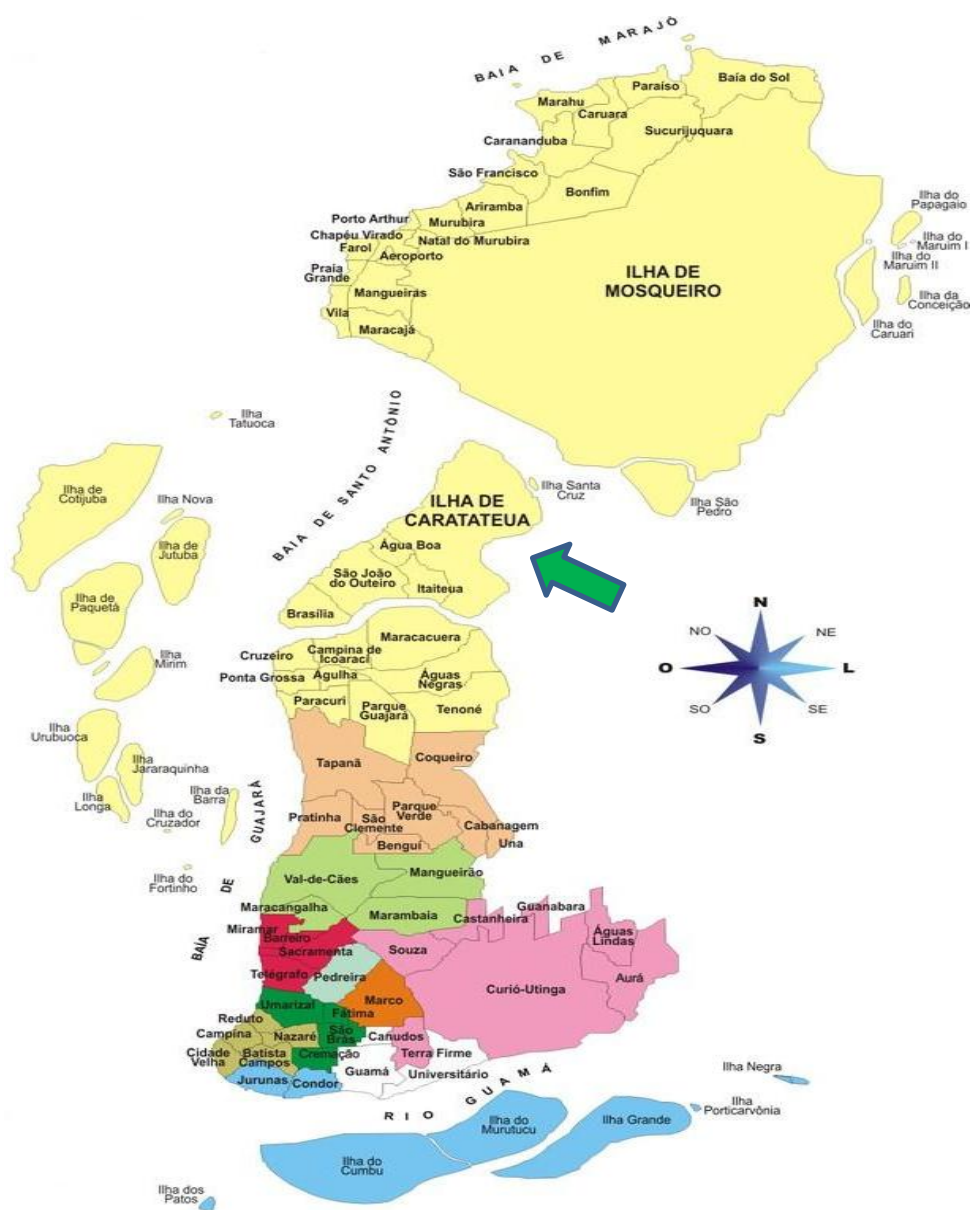 BAIA DE MARAJÓ
Baía do Sol
Paraiso
Marahu
Caruara
Sucurijuquara
Carananduba
São Francisco
Bonfim
Ariramba
Porto Arthur
Murubira
Chapéu Virado
Natal do Murubira
Farol
Aeroporto
Praia
Grande
Mangueiras
Vila
Maracajá
ILHA DE
MOSQUEIRO
Ilha do
Papagaio
Ilha do
Maruim I
Ilha do
Maruim II
Ilha da
Conceição
Ilha do
Caruari
Ilha
Tatuoca
BAIA DE SANTO ANTÔNIO
Ilha de
Cotijuba
Ilha Nova
Ilha de
Jutuba
ILHA DE
CARATATEUA
Ilha Santa
Cruz
Ilha São
Pedro
Água Boa
São João
do Outeiro
Itaiteua
Brasília
Ilha de
Paquetá
Ilha
Mirim
Maracacuera
Cruzeiro
Campina de
Icoaraci
Ponta Grossa
Agulha
Águas
Negras
Paracuri
Parque
Guajará
Tenoné
N
NO
NE
O
L
SO
SE
S
Ilha
Urubuoca
Ilha
Jararaquinha
Ilha
Longa
Ilha da
Barra
Ilha do
Cruzador
Ilha do
Fortinho
BAÍA DE GUAJARÁ
Tapanã
Coqueiro
Pratinha
São
Clemente
Parque
Verde
Cabanagem
Una
Benguí
Val-de-Cães
Mangueirão
Maracangalha
Marambaia
Castanheira
Guanabara
Miramar
Barreiro
Sacramenta
Souza
Águas
Lindas
Telégrafo
Pedreira
Aurá
Marco
Curió-Utinga
Umarizal
Fátima
Reduto
Campina
Nazaré
São
Brás
Canudos
Cidade
Velha
Batista
Campos
Cremação
Terra Firme
Guamá
Universitário
Jurunas
Condor
RIO GUAMÁ
Ilha Negra
Ilha
Porticarvônia
Ilha do
Murutucu
Ilha Grande
Ilha do
Cumbu
Ilha dos
Patos